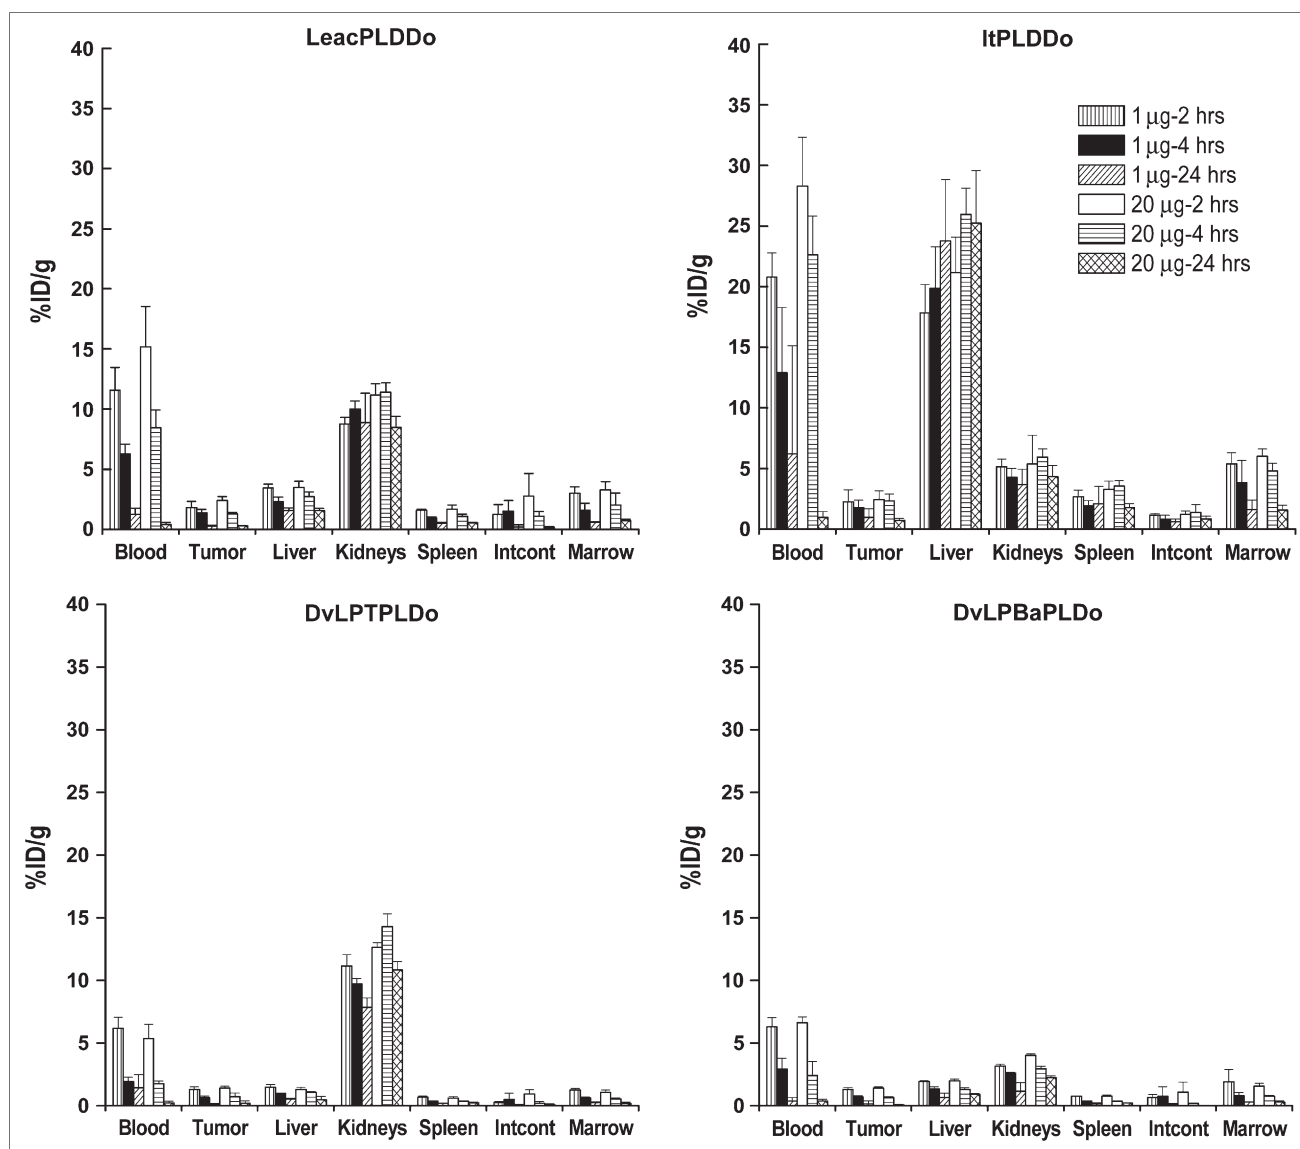 LeacPLDDo
40
35
30
25
20
15
10
5
0
%ID/g
Blood Tumor Liver Kidneys Spleen Intcont Marrow
ItPLDDo
40
35
30
25
20
15
10
5
0
%ID/g
1 µg-2 hrs
1 µg-4 hrs
1 µg-24 hrs
20 µg-2 hrs
20 µg-4 hrs
20 µg-24 hrs
Blood Tumor Liver Kidneys Spleen Intcont Marrow
DvLPTPLDo
40
35
30
25
20
15
10
5
0
%ID/g
Blood Tumor Liver Kidneys Spleen Intcont Marrow
DvLPBaPLDo
40
35
30
25
20
15
10
5
0
%ID/g
Blood Tumor Liver Kidneys Spleen Intcont Marrow